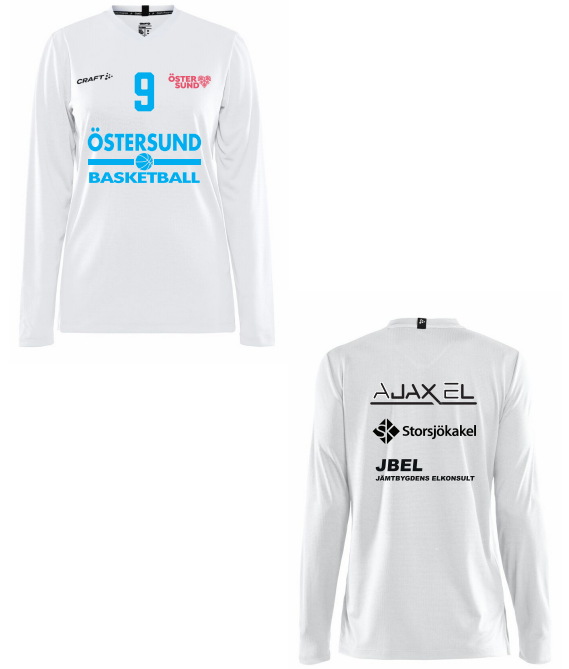 CRAFT
9
ÖSTER
SUND
ÖSTERSUND
BASKETBALL
AJAX EL
Storsjökakel
JBEL
JÄMTBYGDENS ELKONSULT